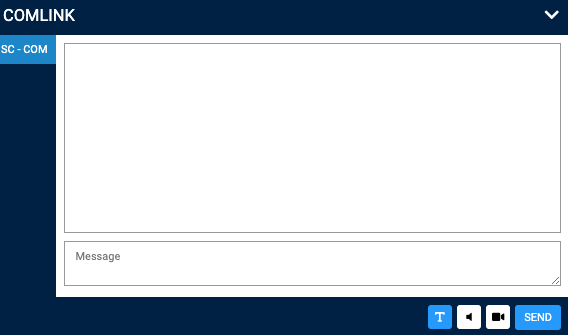 COMLINK
SC - COM
Message
T
SEND